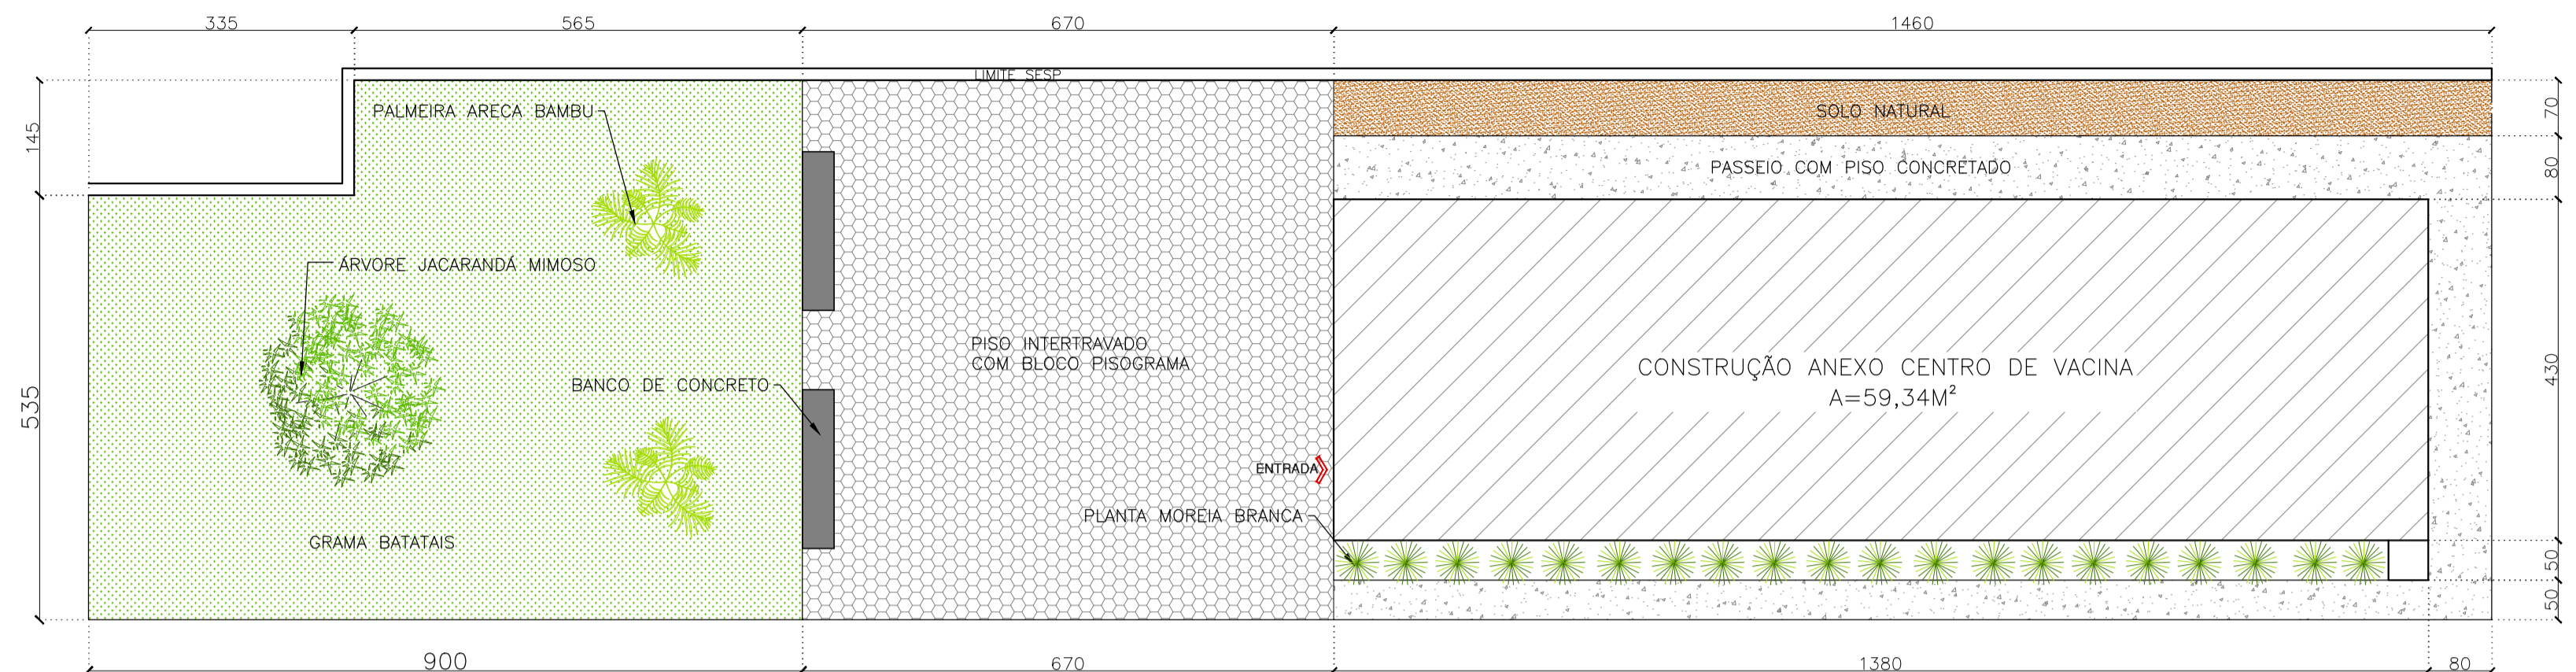 335
565
670
1460
LIMITE SESP
PALMEIRA ARECA BAMBU
SOLO NATURAL
70
145
PASSEIO COM PISO CONCRETADO
80
ÁRVORE JACARANDÁ MIMOSO
PISO INTERTRAVADO
COM BLOCO PISOGRAMA
BANCO DE CONCRETO
CONSTRUÇÃO ANEXO CENTRO DE VACINA
A=59,34M²
430
535
ENTRADA
PLANTA MOREIA BRANCA
GRAMA BATATAIS
50
50
900
670
1380
80